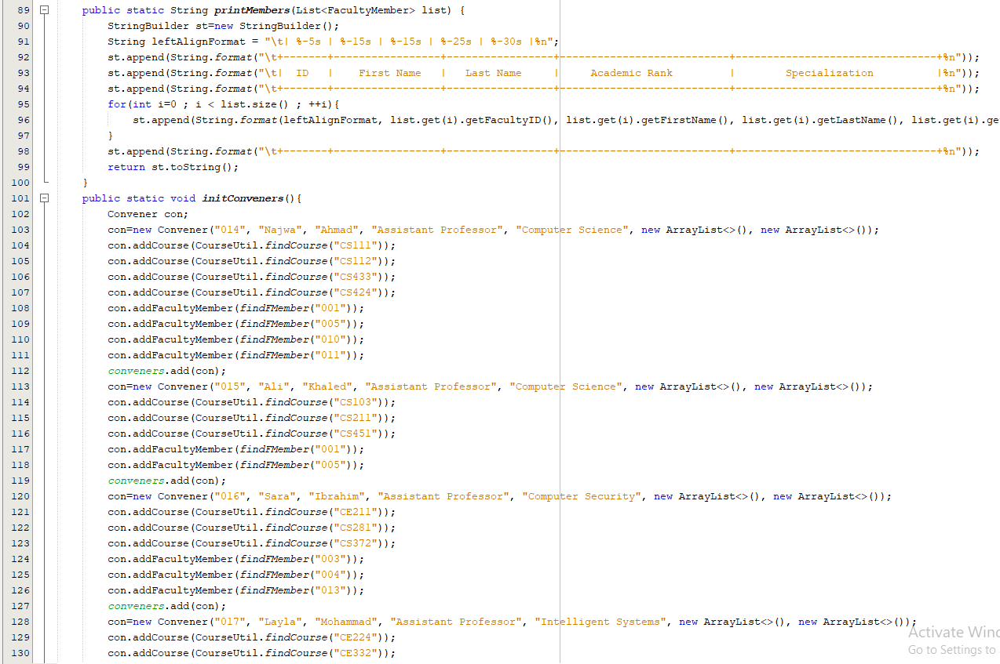 89 public static String printMembers(List<FacultyMember> list) {
90 StringBuilder st=new StringBuilder();
91 String leftAlignFormat = "\t| %-5s | %-15s | %-15s | %-25s | %-30s |%n";
92 st.append(String.format("\t+-------+-----------------+-----------------+---------------------------+--------------------------------+%n"));
93 st.append(String.format("\t|  ID   |    First Name   |   Last Name     |     Academic Rank         |        Specialization          |%n"));
94 st.append(String.format("\t+-------+-----------------+-----------------+---------------------------+--------------------------------+%n"));
95 for(int i=0 ; i < list.size() ; ++i){
96 st.append(String.format(leftAlignFormat, list.get(i).getFacultyID(), list.get(i).getFirstName(), list.get(i).getLastName(), list.get(i).ge
97 }
98 st.append(String.format("\t+-------+-----------------+-----------------+---------------------------+--------------------------------+%n"));
99 return st.toString();
100 }
101 public static void initConveners(){
102 Convener con;
103 con=new Convener("014", "Najwa", "Ahmad", "Assistant Professor", "Computer Science", new ArrayList<>(), new ArrayList<>());
104 con.addCourse(CourseUtil.findCourse("CS111"));
105 con.addCourse(CourseUtil.findCourse("CS112"));
106 con.addCourse(CourseUtil.findCourse("CS433"));
107 con.addCourse(CourseUtil.findCourse("CS424"));
108 con.addFacultyMember(findFMember("001"));
109 con.addFacultyMember(findFMember("005"));
110 con.addFacultyMember(findFMember("010"));
111 con.addFacultyMember(findFMember("011"));
112 conveners.add(con);
113 con=new Convener("015", "Ali", "Khaled", "Assistant Professor", "Computer Science", new ArrayList<>(), new ArrayList<>());
114 con.addCourse(CourseUtil.findCourse("CS103"));
115 con.addCourse(CourseUtil.findCourse("CS211"));
116 con.addCourse(CourseUtil.findCourse("CS451"));
117 con.addFacultyMember(findFMember("001"));
118 con.addFacultyMember(findFMember("005"));
119 conveners.add(con);
120 con=new Convener("016", "Sara", "Ibrahim", "Assistant Professor", "Computer Security", new ArrayList<>(), new ArrayList<>());
121 con.addCourse(CourseUtil.findCourse("CE211"));
122 con.addCourse(CourseUtil.findCourse("CS281"));
123 con.addCourse(CourseUtil.findCourse("CS372"));
124 con.addFacultyMember(findFMember("003"));
125 con.addFacultyMember(findFMember("004"));
126 con.addFacultyMember(findFMember("013"));
127 conveners.add(con);
128 con=new Convener("017", "Layla", "Mohammad", "Assistant Professor", "Intelligent Systems", new ArrayList<>(), new ArrayList<>());
129 con.addCourse(CourseUtil.findCourse("CE224"));
130 con.addCourse(CourseUtil.findCourse("CE332"));
Activate Wind
Go to Settings to